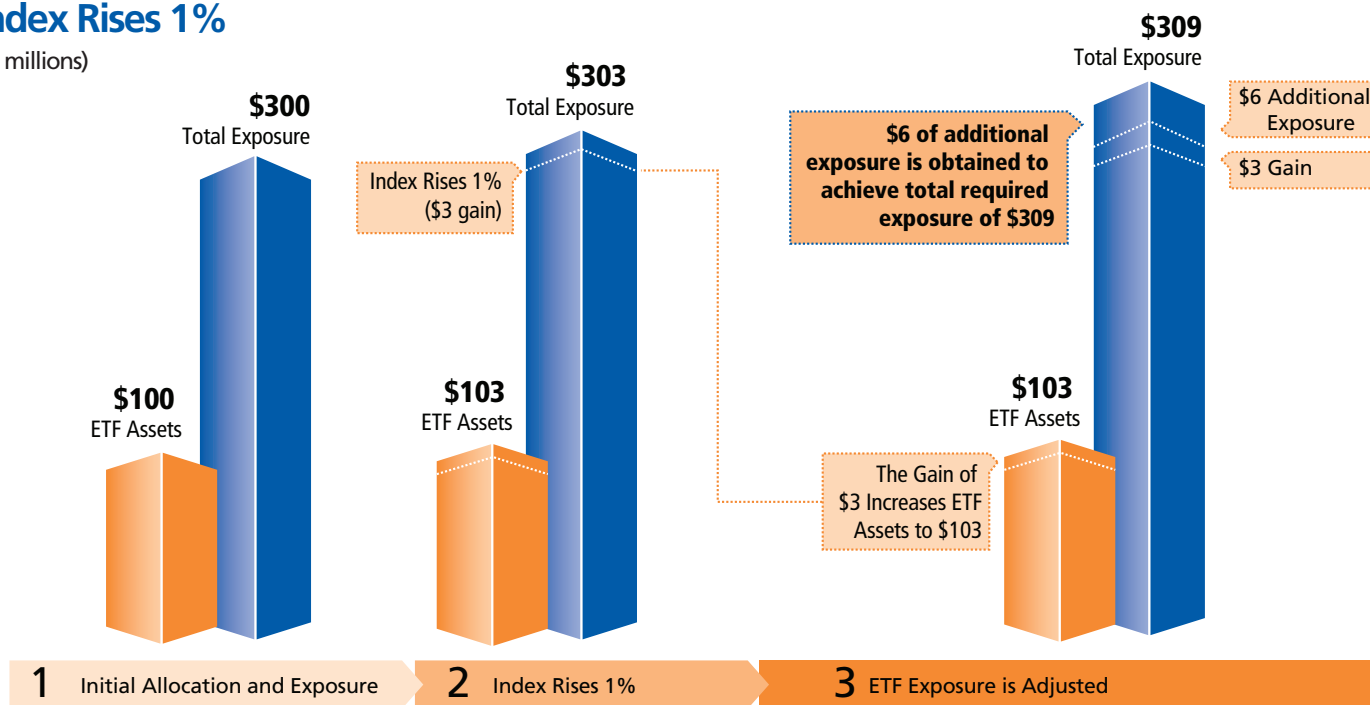 ndex Rises 1%
millions)
$300
Total Exposure
$100
ETF Assets
$303
Total Exposure
Index Rises 1%
($3 gain)
$103
ETF Assets
$309
Total Exposure
$6 of additional
exposure is obtained to
achieve total required
exposure of $309
$6 Additional
Exposure
$3 Gain
$103
ETF Assets
The Gain of
$3 Increases ETF
Assets to $103
1 Initial Allocation and Exposure
2 Index Rises 1%
3 ETF Exposure is Adjusted